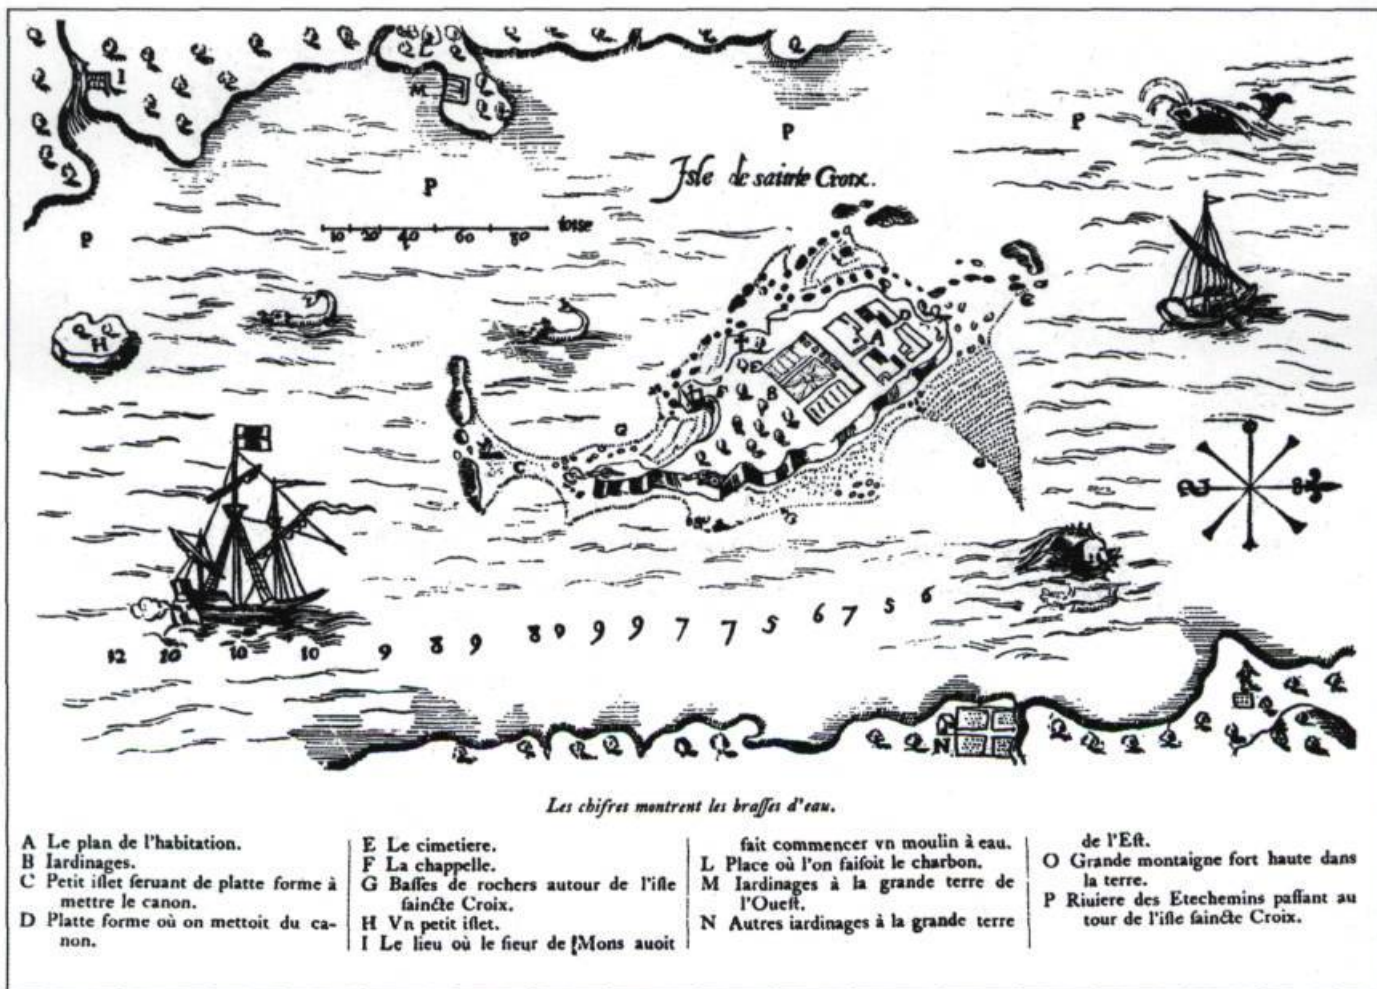 I
L
M
P
P
Isle de sainte Croix.
P
P
10 20 40 60 80 toise
H
A
E
B
F
G
C
G
12 10 10 10 9 8 9 8 9 9 9 7 7 5 6 7 5 6
N
Les chifres montrent les braſſes d'eau.
A Le plan de l'habitation.
B Iardinages.
C Petit iſlet ſeruant de platte forme à
mettre le canon.
D Platte forme où on mettoit du ca-
non.
E Le cimetiere.
F La chappelle.
G Baſſes de rochers autour de l'iſle
ſaincte Croix.
H Vn petit iſlet.
I Le lieu où le ſieur de Mons auoit
fait commencer vn moulin à eau.
L Place où l'on faiſoit le charbon.
M Iardinages à la grande terre de
l'Oueſt.
N Autres iardinages à la grande terre
de l'Eſt.
O Grande montaigne fort haute dans
la terre.
P Riuiere des Etechemins paſſant au
tour de l'iſle ſaincte Croix.